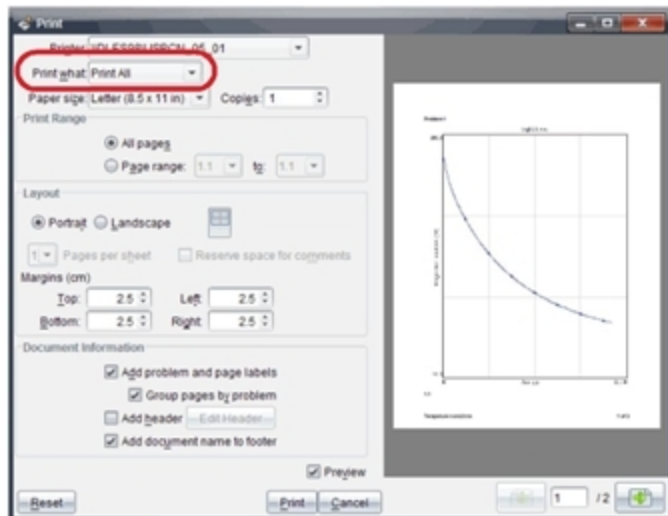 Print
Printer:
Print what: Print All
Paper size: Letter (8.5 x 11 in) Copies: 1
Print Range
All pages
Page range: 1.1 to: 1.1
Layout
Portrait Landscape
1 Pages per sheet Reserve space for comments
Margins (cm)
Top: 2.5 Left: 2.5
Bottom: 2.5 Right: 2.5
Document Information
Add problem and page labels
Group pages by problem
Add header Edit Header
Add document name to footer
Preview
Reset Print Cancel 1 /2